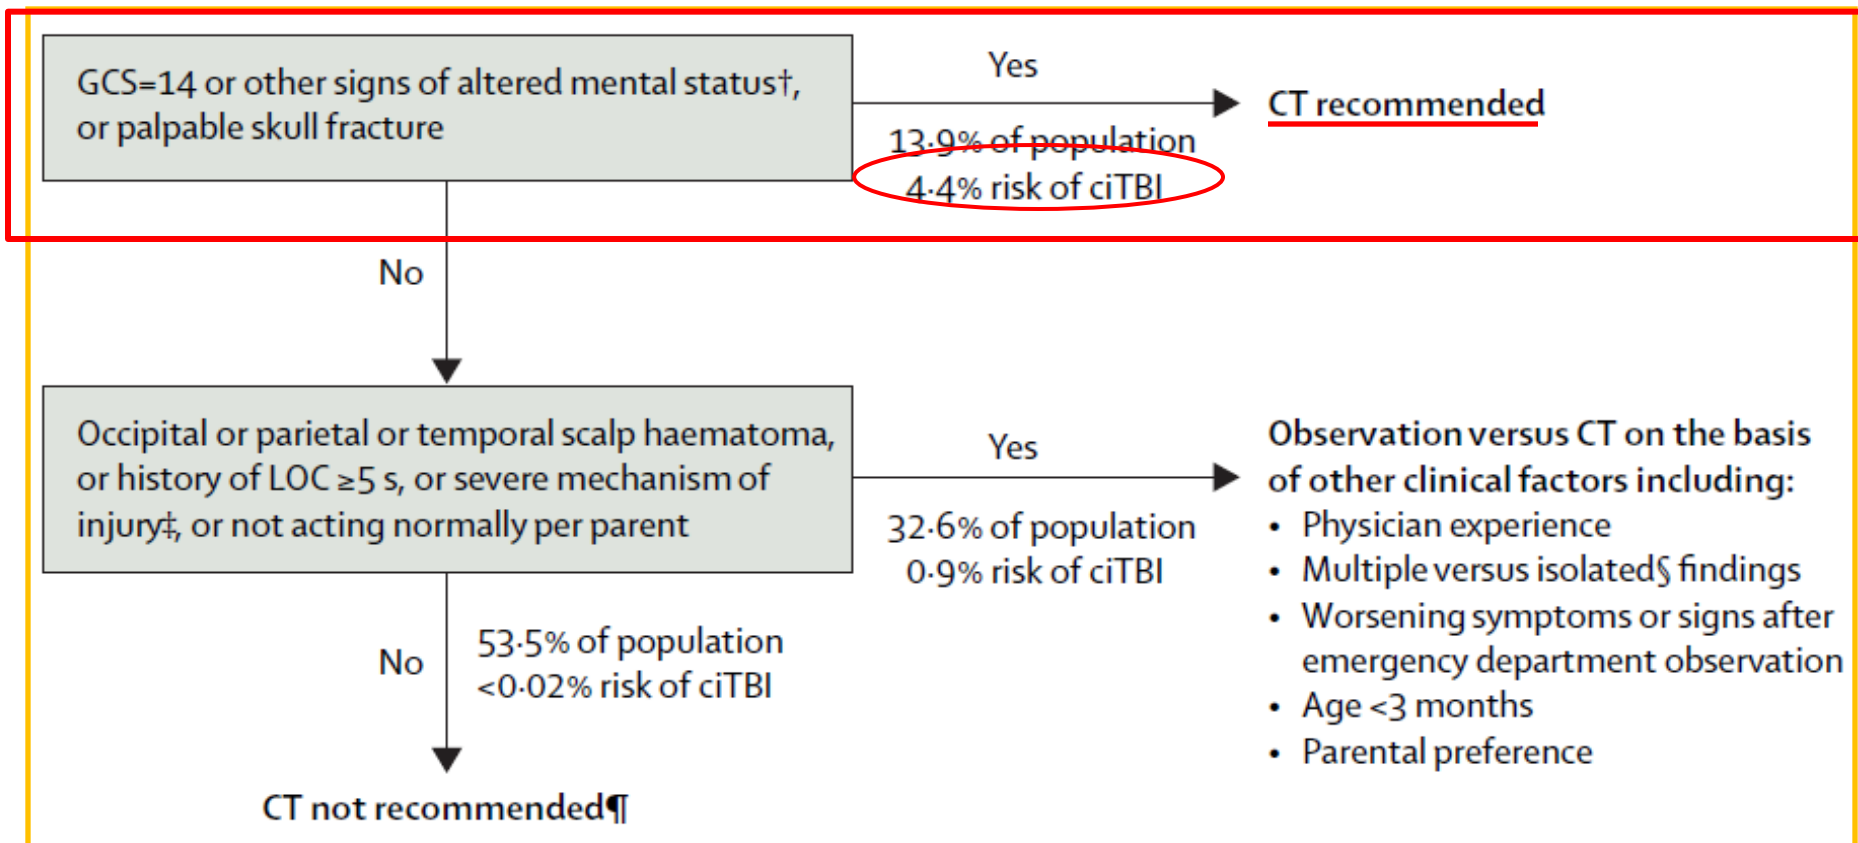 GCS=14 or other signs of altered mental status†,
or palpable skull fracture
Yes
13·9% of population
4·4% risk of ciTBI
CT recommended
No
Occipital or parietal or temporal scalp haematoma,
or history of LOC ≥5 s, or severe mechanism of
injury‡, or not acting normally per parent
Yes
32·6% of population
0·9% risk of ciTBI
Observation versus CT on the basis
of other clinical factors including:
• Physician experience
• Multiple versus isolated§ findings
• Worsening symptoms or signs after
emergency department observation
• Age <3 months
• Parental preference
No
53·5% of population
<0·02% risk of ciTBI
CT not recommended¶